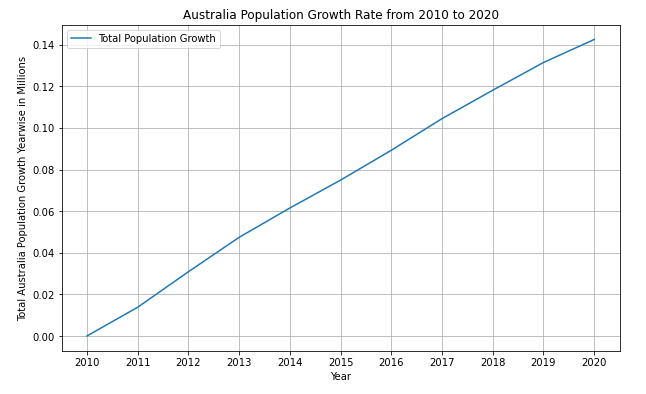 Australia Population Growth Rate from 2010 to 2020
Total Population Growth
Total Australia Population Growth Yearwise in Millions
0.14
0.12
0.10
0.08
0.06
0.04
0.02
0.00
2010 2011 2012 2013 2014 2015 2016 2017 2018 2019 2020
Year